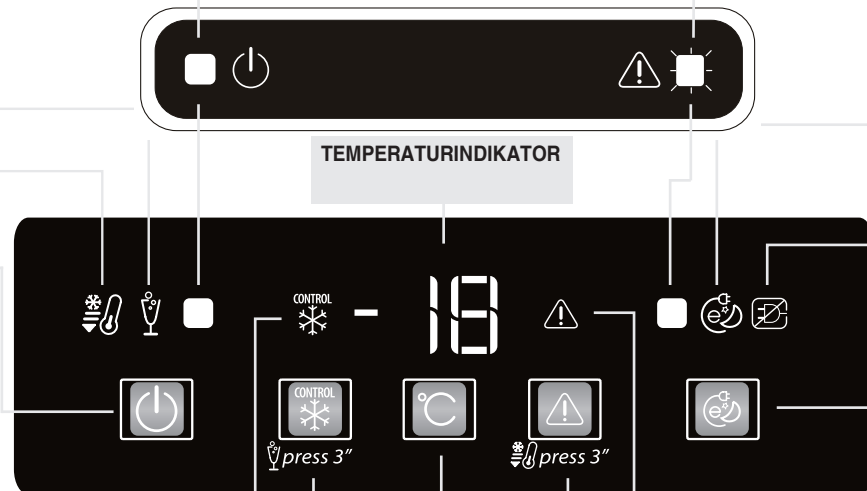 TEMPERATURINDIKATOR
CONTROL
-18
CONTROL
°C
press 3″
press 3″